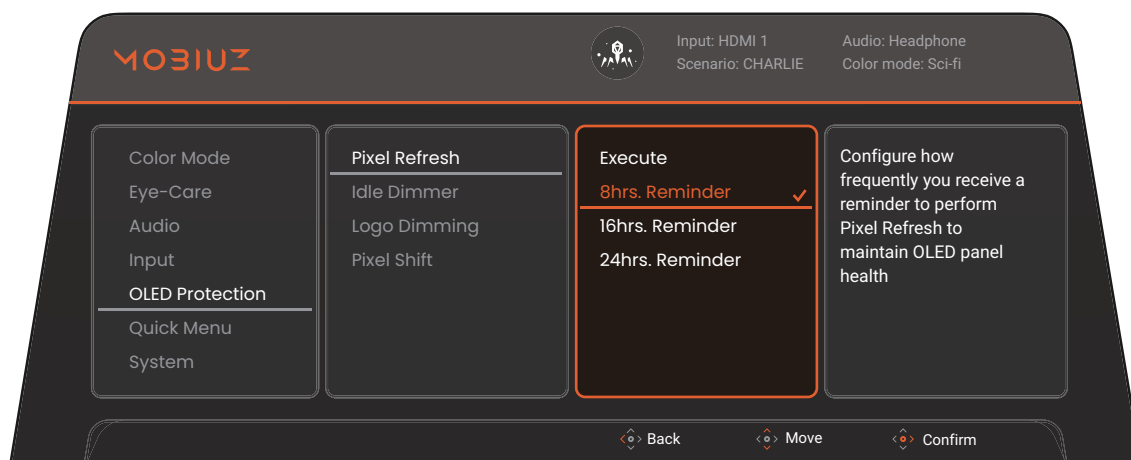 MOBIUZ
Input: HDMI 1
Scenario: CHARLIE
Audio: Headphone
Color mode: Sci-fi
Color Mode
Eye-Care
Audio
Input
OLED Protection
Quick Menu
System
Pixel Refresh
Idle Dimmer
Logo Dimming
Pixel Shift
Execute
8hrs. Reminder
16hrs. Reminder
24hrs. Reminder
Configure how
frequently you receive a
reminder to perform
Pixel Refresh to
maintain OLED panel
health
Back
Move
Confirm